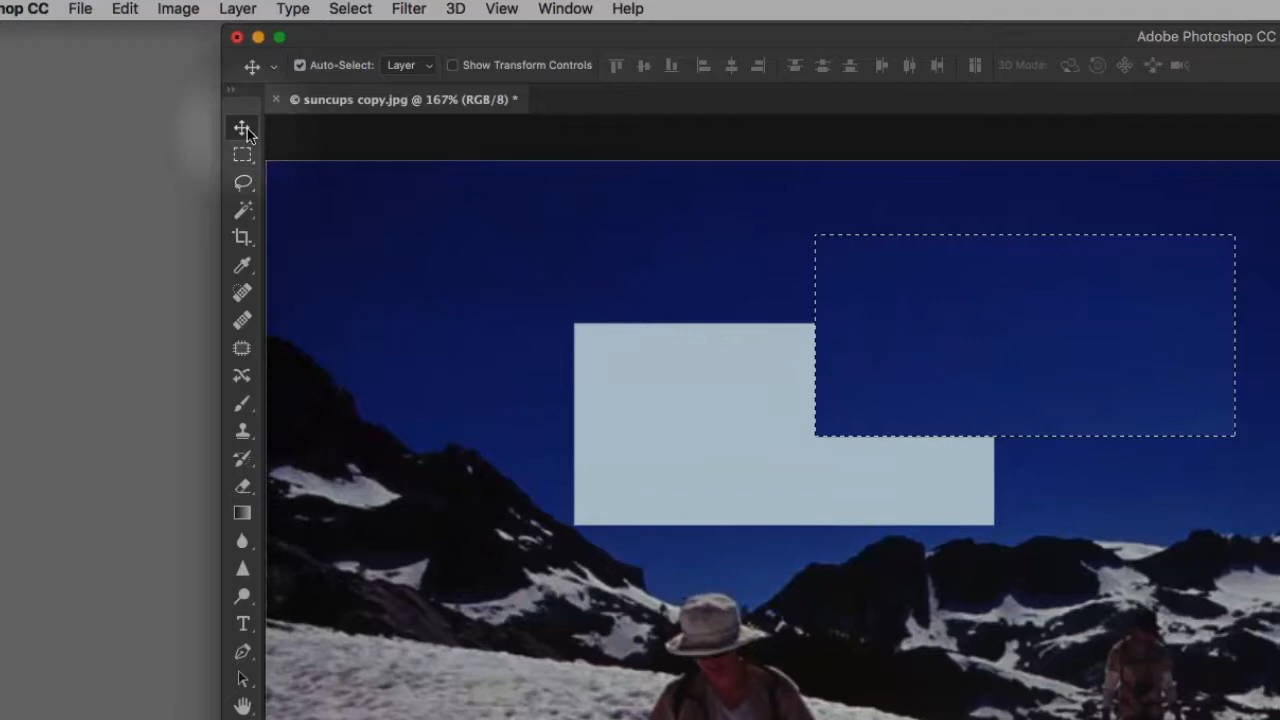 hop CC File Edit Image Layer Type Select Filter 3D View Window Help
Adobe Photoshop CC
Auto-Select: Layer Show Transform Controls 3D Mode:
© suncups copy.jpg @ 167% (RGB/8) *